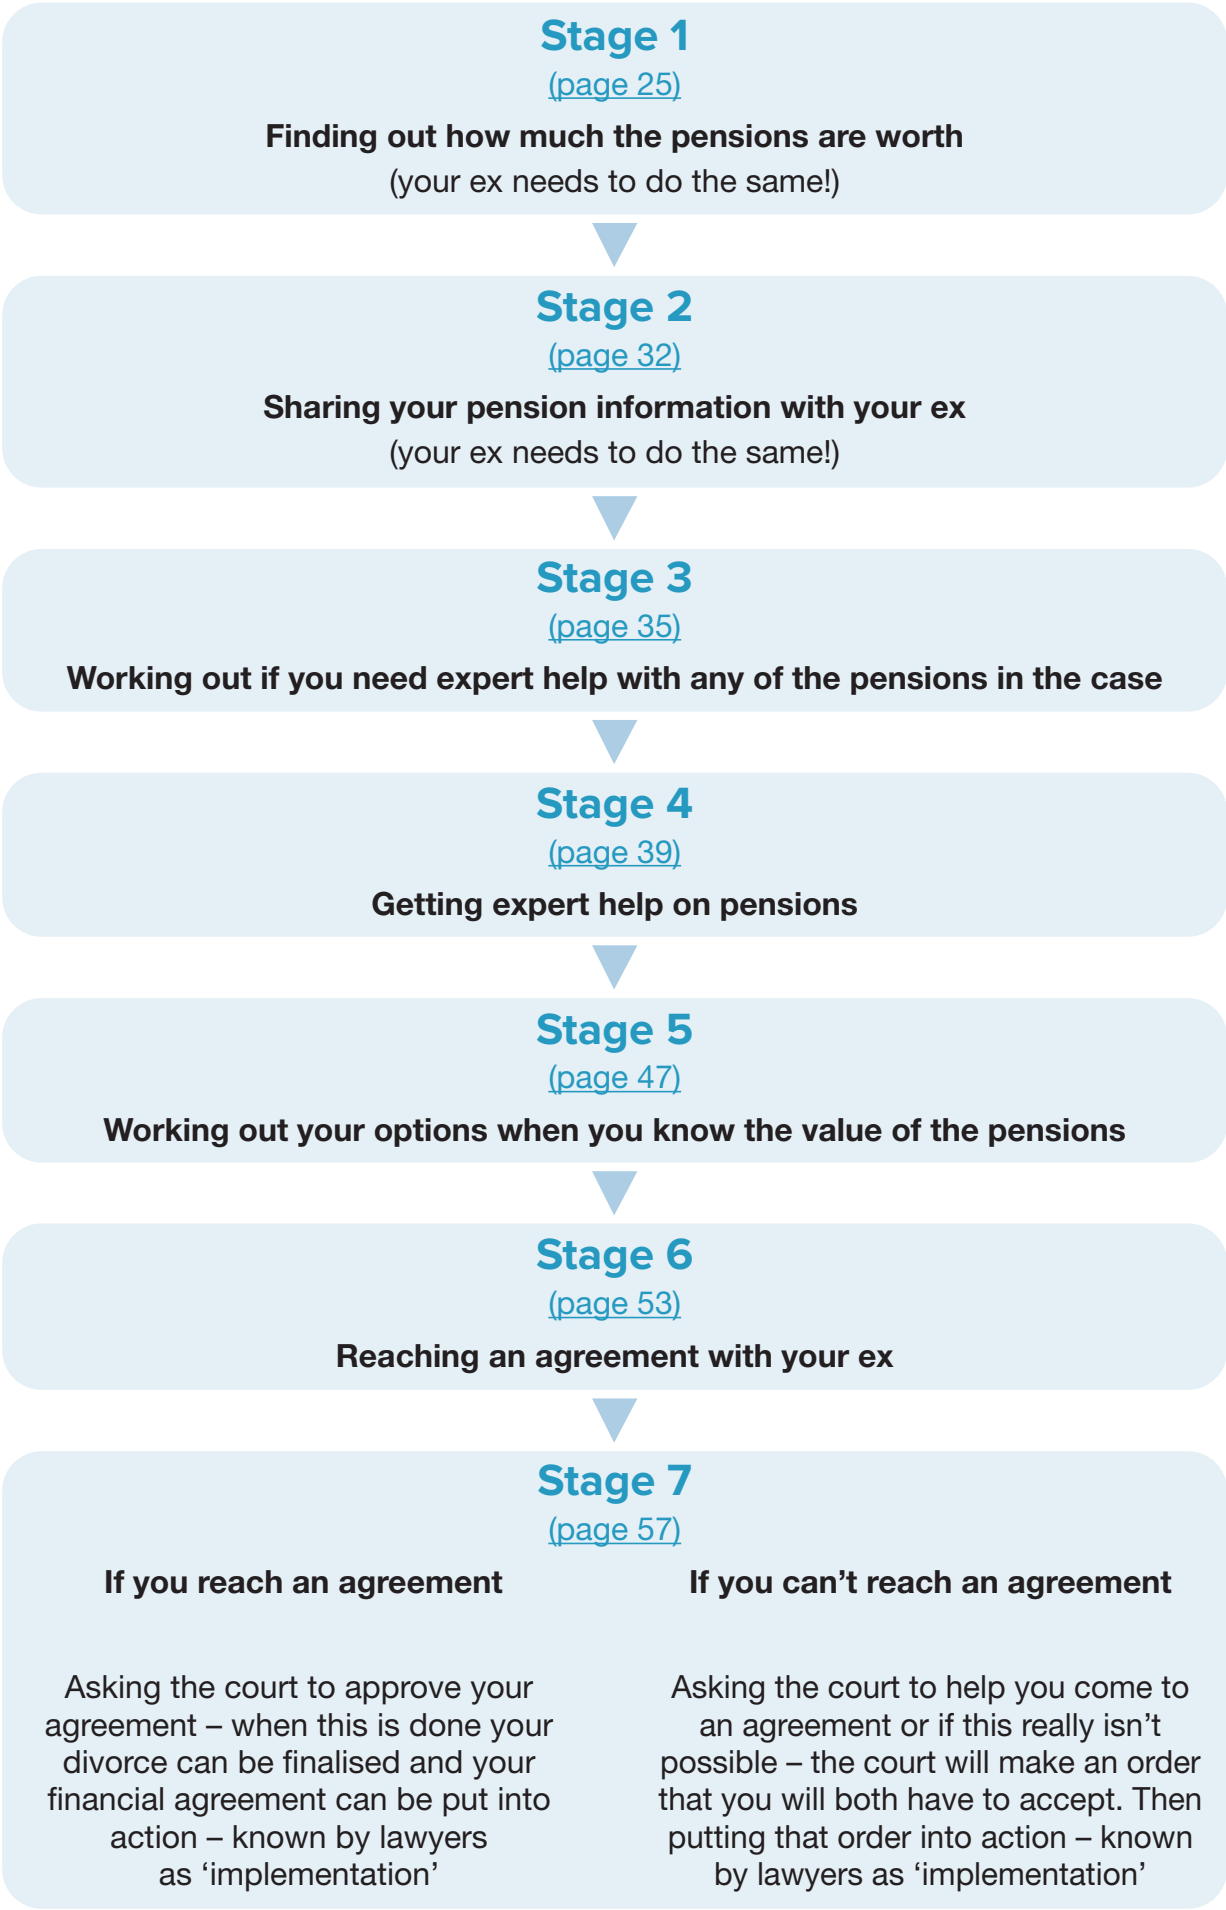 Stage 1
(page 25)
Finding out how much the pensions are worth
(your ex needs to do the same!)
Stage 2
(page 32)
Sharing your pension information with your ex
(your ex needs to do the same!)
Stage 3
(page 35)
Working out if you need expert help with any of the pensions in the case
Stage 4
(page 39)
Getting expert help on pensions
Stage 5
(page 47)
Working out your options when you know the value of the pensions
Stage 6
(page 53)
Reaching an agreement with your ex
Stage 7
(page 57)
If you reach an agreement
Asking the court to approve your
agreement – when this is done your
divorce can be finalised and your
financial agreement can be put into
action – known by lawyers
as ‘implementation’
If you can’t reach an agreement
Asking the court to help you come to
an agreement or if this really isn’t
possible – the court will make an order
that you will both have to accept. Then
putting that order into action – known
by lawyers as ‘implementation’